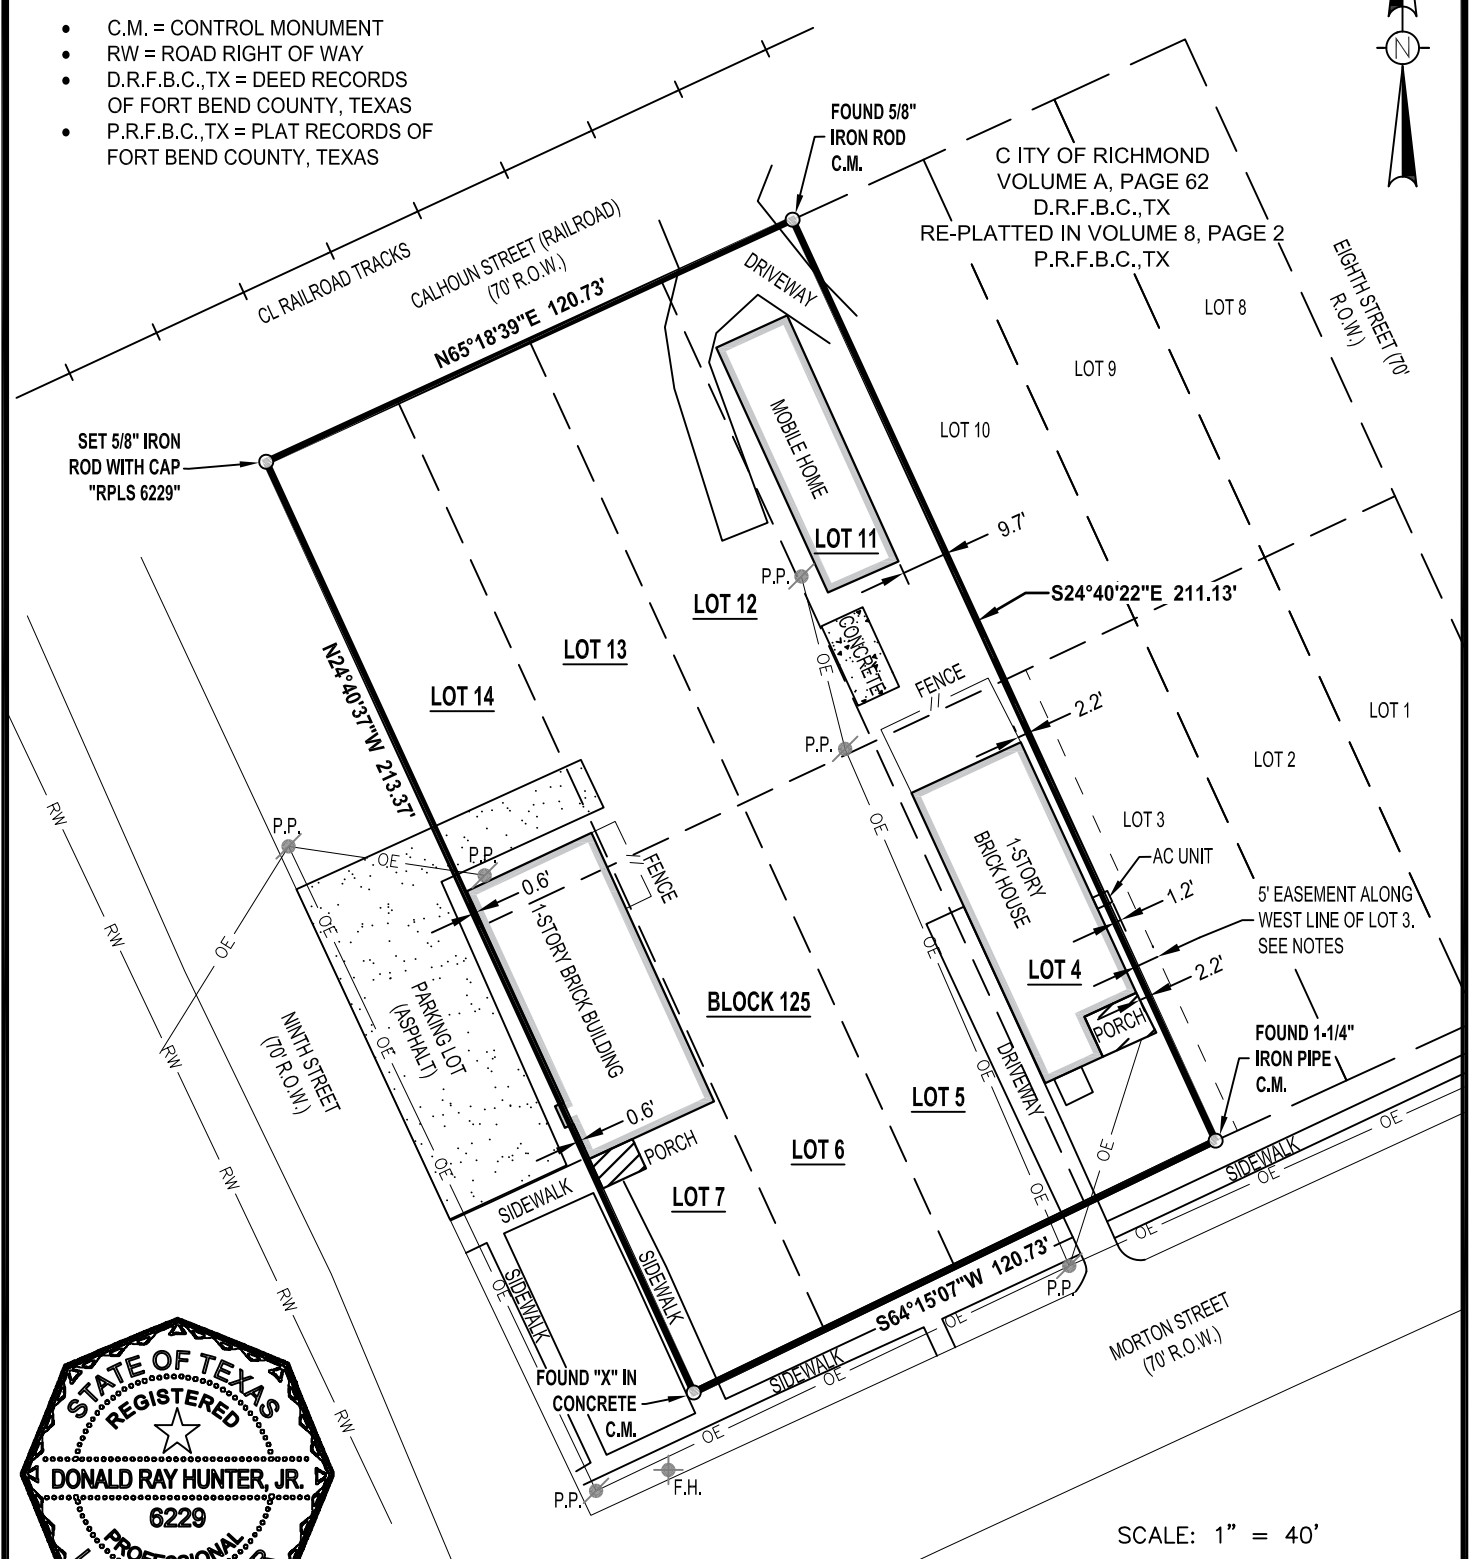 • C.M. = CONTROL MONUMENT
• RW = ROAD RIGHT OF WAY
• D.R.F.B.C.,TX = DEED RECORDS
OF FORT BEND COUNTY, TEXAS
• P.R.F.B.C.,TX = PLAT RECORDS OF
FORT BEND COUNTY, TEXAS
N
FOUND 5/8"
IRON ROD
C.M.
C ITY OF RICHMOND
VOLUME A, PAGE 62
D.R.F.B.C.,TX
RE-PLATTED IN VOLUME 8, PAGE 2
P.R.F.B.C.,TX
CL RAILROAD TRACKS
CALHOUN STREET (RAILROAD)
(70' R.O.W.)
N65°18'39"E 120.73'
DRIVEWAY
EIGHTH STREET (70'
R.O.W.)
LOT 8
LOT 9
LOT 10
SET 5/8" IRON
ROD WITH CAP
"RPLS 6229"
MOBILE HOME
LOT 11
9.7'
P.P.
S24°40'22"E 211.13'
LOT 12
LOT 13
LOT 14
CONCRETE
OE
FENCE
//
N24°40'37"W 213.37'
2.2'
LOT 1
LOT 2
LOT 3
P.P.
OE
AC UNIT
1.2'
5' EASEMENT ALONG
WEST LINE OF LOT 3.
SEE NOTES
2.2'
1-STORY
BRICK HOUSE
LOT 4
PORCH
RW
P.P.
OE
P.P.
0.6'
FENCE
//
1-STORY BRICK BUILDING
RW
OE
OE
OE
BLOCK 125
PARKING LOT
(ASPHALT)
NINTH STREET
(70' R.O.W.)
OE
RW
DRIVEWAY
OE
FOUND 1-1/4"
IRON PIPE
C.M.
LOT 5
0.6'
PORCH
LOT 6
LOT 7
OE
RW
OE
OE
OE
SIDEWALK
OE
SIDEWALK
SIDEWALK
SIDEWALK
OE
OE
S64°15'07"W 120.73'
P.P.
RW
MORTON STREET
(70' R.O.W.)
OE
SIDEWALK
OE
FOUND "X" IN
CONCRETE
C.M.
RW
OE
P.P.
F.H.
STATE OF TEXAS
REGISTERED
DONALD RAY HUNTER, JR.
6229
PROFESSIONAL
SCALE: 1" = 40'